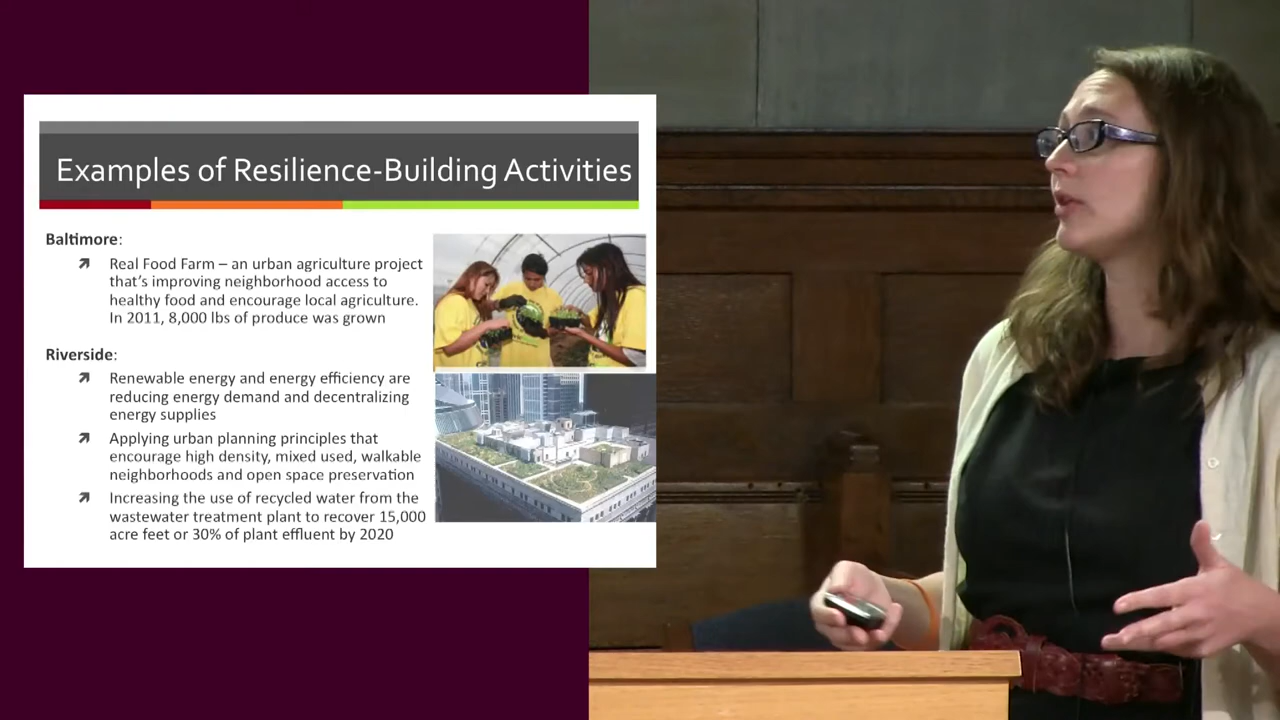 Examples of Resilience-Building Activities
Baltimore:
Real Food Farm – an urban agriculture project
that's improving neighborhood access to
healthy food and encourage local agriculture.
In 2011, 8,000 lbs of produce was grown
Riverside:
Renewable energy and energy efficiency are
reducing energy demand and decentralizing
energy supplies
Applying urban planning principles that
encourage high density, mixed used, walkable
neighborhoods and open space preservation
Increasing the use of recycled water from the
wastewater treatment plant to recover 15,000
acre feet or 30% of plant effluent by 2020